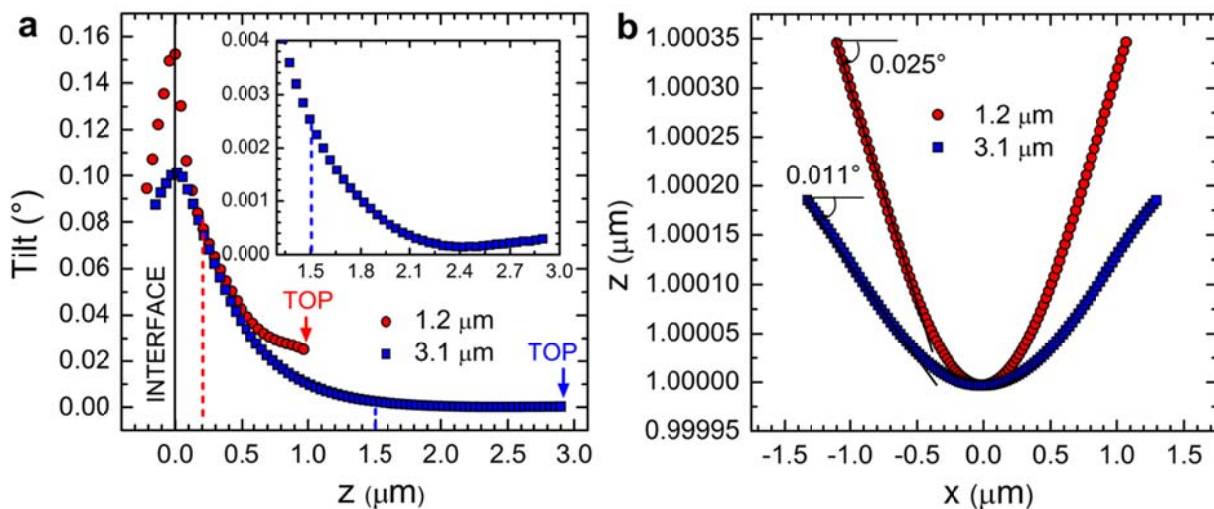 a
0.16
0.14
0.12
0.10
0.08
0.06
0.04
0.02
0.00
Tilt (°)
INTERFACE
0.004
0.003
0.002
0.001
0.000
1.5 1.8 2.1 2.4 2.7 3.0
TOP
1.2 μm
3.1 μm
TOP
0.0 0.5 1.0 1.5 2.0 2.5 3.0
z (μm)
b
1.00035
1.00030
1.00025
1.00020
1.00015
1.00010
1.00005
1.00000
0.99995
z (μm)
0.025°
1.2 μm
3.1 μm
0.011°
-1.5 -1.0 -0.5 0.0 0.5 1.0 1.5
x (μm)